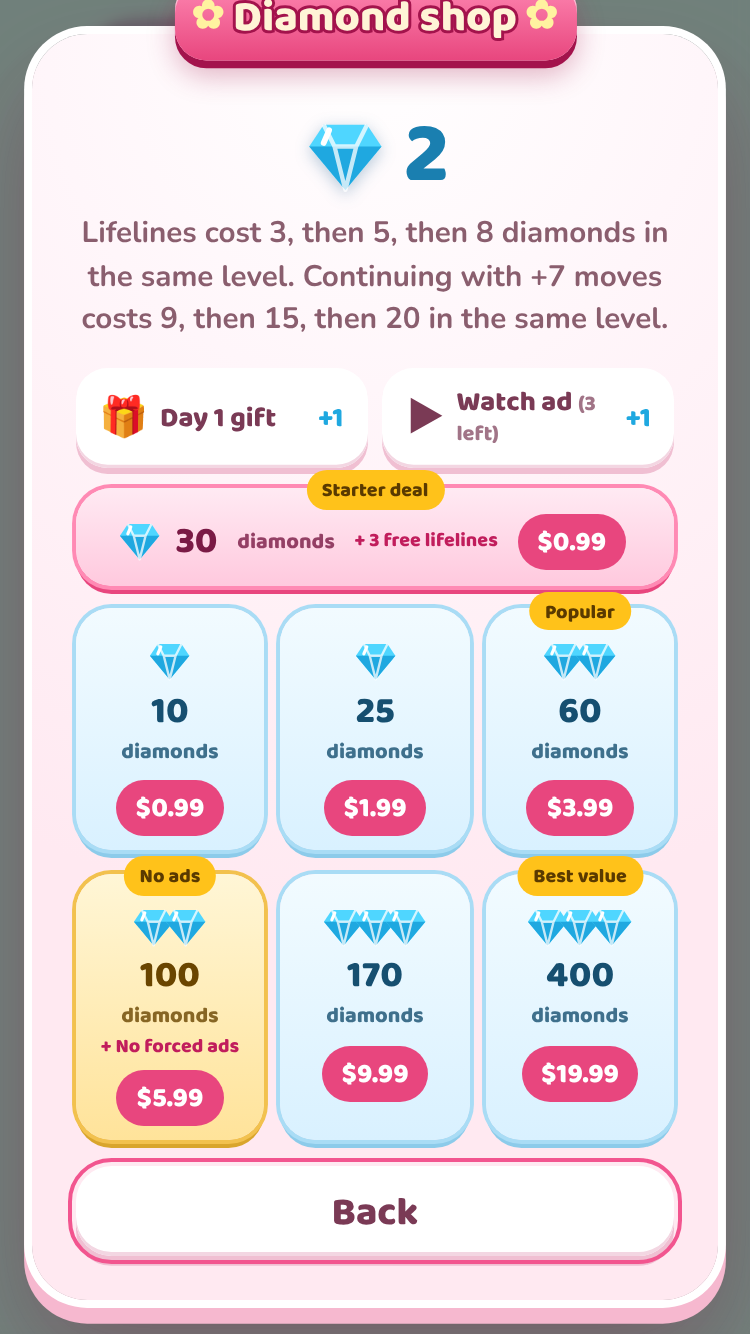 Diamond shop
2
Lifelines cost 3, then 5, then 8 diamonds in
the same level. Continuing with +7 moves
costs 9, then 15, then 20 in the same level.
Day 1 gift +1
Watch ad (3
left) +1
Starter deal
30 diamonds + 3 free lifelines $0.99
10
diamonds
$0.99
25
diamonds
$1.99
Popular
60
diamonds
$3.99
No ads
100
diamonds
+ No forced ads
$5.99
170
diamonds
$9.99
Best value
400
diamonds
$19.99
Back